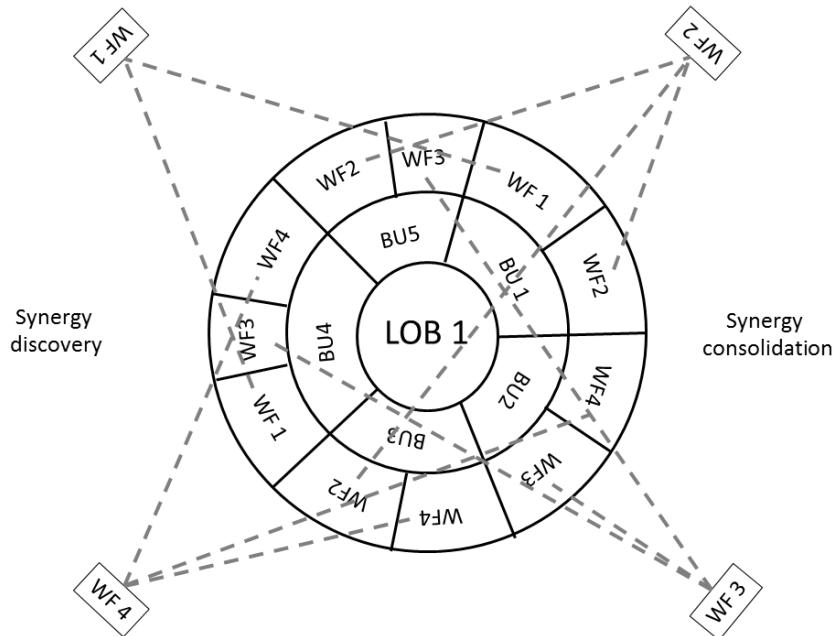 WF 1
WF 2
WF2
WF3
WF 1
BU5
WF4
BU 1
WF2
Synergy
discovery
WF3
BU4
LOB 1
Synergy
consolidation
WF 1
BU2
WF4
BU3
WF2
WF4
WF3
WF 4
WF 3